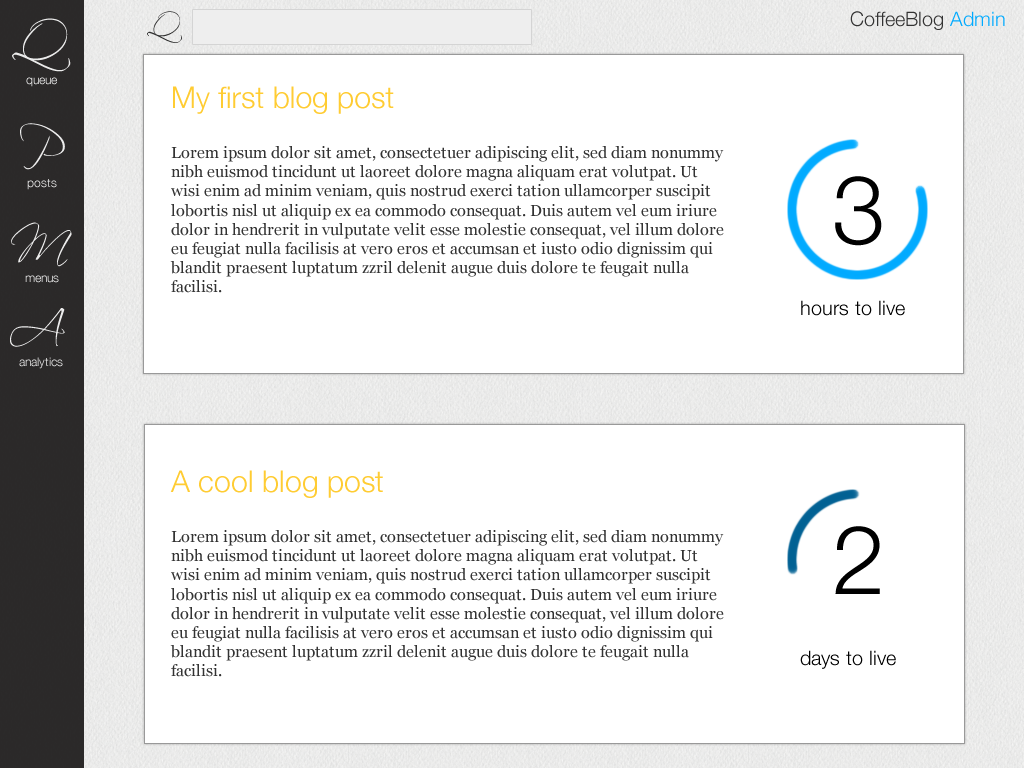 Q
queue
P
posts
M
menus
A
analytics
Q
CoffeeBlog Admin
My first blog post
Lorem ipsum dolor sit amet, consectetuer adipiscing elit, sed diam nonummy
nibh euismod tincidunt ut laoreet dolore magna aliquam erat volutpat. Ut
wisi enim ad minim veniam, quis nostrud exerci tation ullamcorper suscipit
lobortis nisl ut aliquip ex ea commodo consequat. Duis autem vel eum iriure
dolor in hendrerit in vulputate velit esse molestie consequat, vel illum dolore
eu feugiat nulla facilisis at vero eros et accumsan et iusto odio dignissim qui
blandit praesent luptatum zzril delenit augue duis dolore te feugait nulla
facilisi.
3
hours to live
A cool blog post
Lorem ipsum dolor sit amet, consectetuer adipiscing elit, sed diam nonummy
nibh euismod tincidunt ut laoreet dolore magna aliquam erat volutpat. Ut
wisi enim ad minim veniam, quis nostrud exerci tation ullamcorper suscipit
lobortis nisl ut aliquip ex ea commodo consequat. Duis autem vel eum iriure
dolor in hendrerit in vulputate velit esse molestie consequat, vel illum dolore
eu feugiat nulla facilisis at vero eros et accumsan et iusto odio dignissim qui
blandit praesent luptatum zzril delenit augue duis dolore te feugait nulla
facilisi.
2
days to live